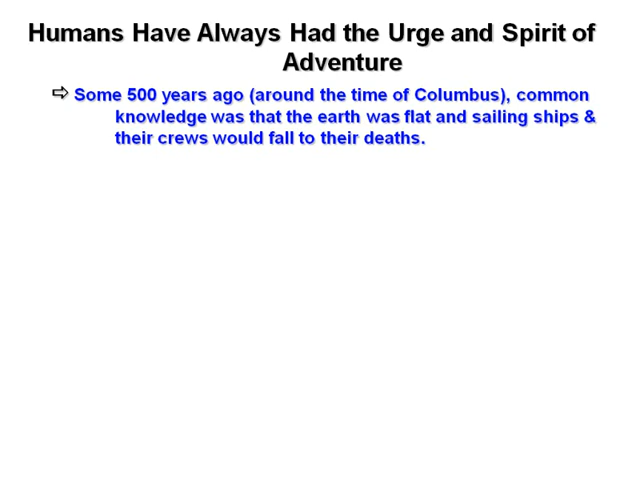 Humans Have Always Had the Urge and Spirit of
Adventure
⇨ Some 500 years ago (around the time of Columbus), common
knowledge was that the earth was flat and sailing ships &
their crews would fall to their deaths.